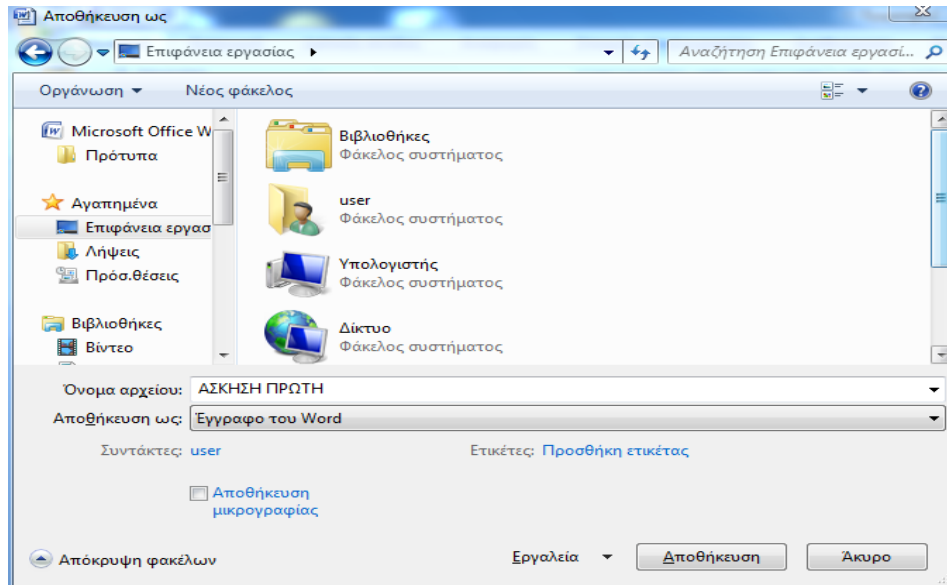 Αποθήκευση ως
Επιφάνεια εργασίας
Αναζήτηση Επιφάνεια εργασί...
Οργάνωση
Νέος φάκελος
Microsoft Office W
Πρότυπα
Αγαπημένα
Επιφάνεια εργασ
Λήψεις
Πρόσ.θέσεις
Βιβλιοθήκες
Βίντεο
Βιβλιοθήκες
Φάκελος συστήματος
user
Φάκελος συστήματος
Υπολογιστής
Φάκελος συστήματος
Δίκτυο
Φάκελος συστήματος
Όνομα αρχείου: ΑΣΚΗΣΗ ΠΡΩΤΗ
Αποθήκευση ως: Έγγραφο του Word
Συντάκτες: user
Ετικέτες: Προσθήκη ετικέτας
Αποθήκευση
μικρογραφίας
Απόκρυψη φακέλων
Εργαλεία
Αποθήκευση
Άκυρο